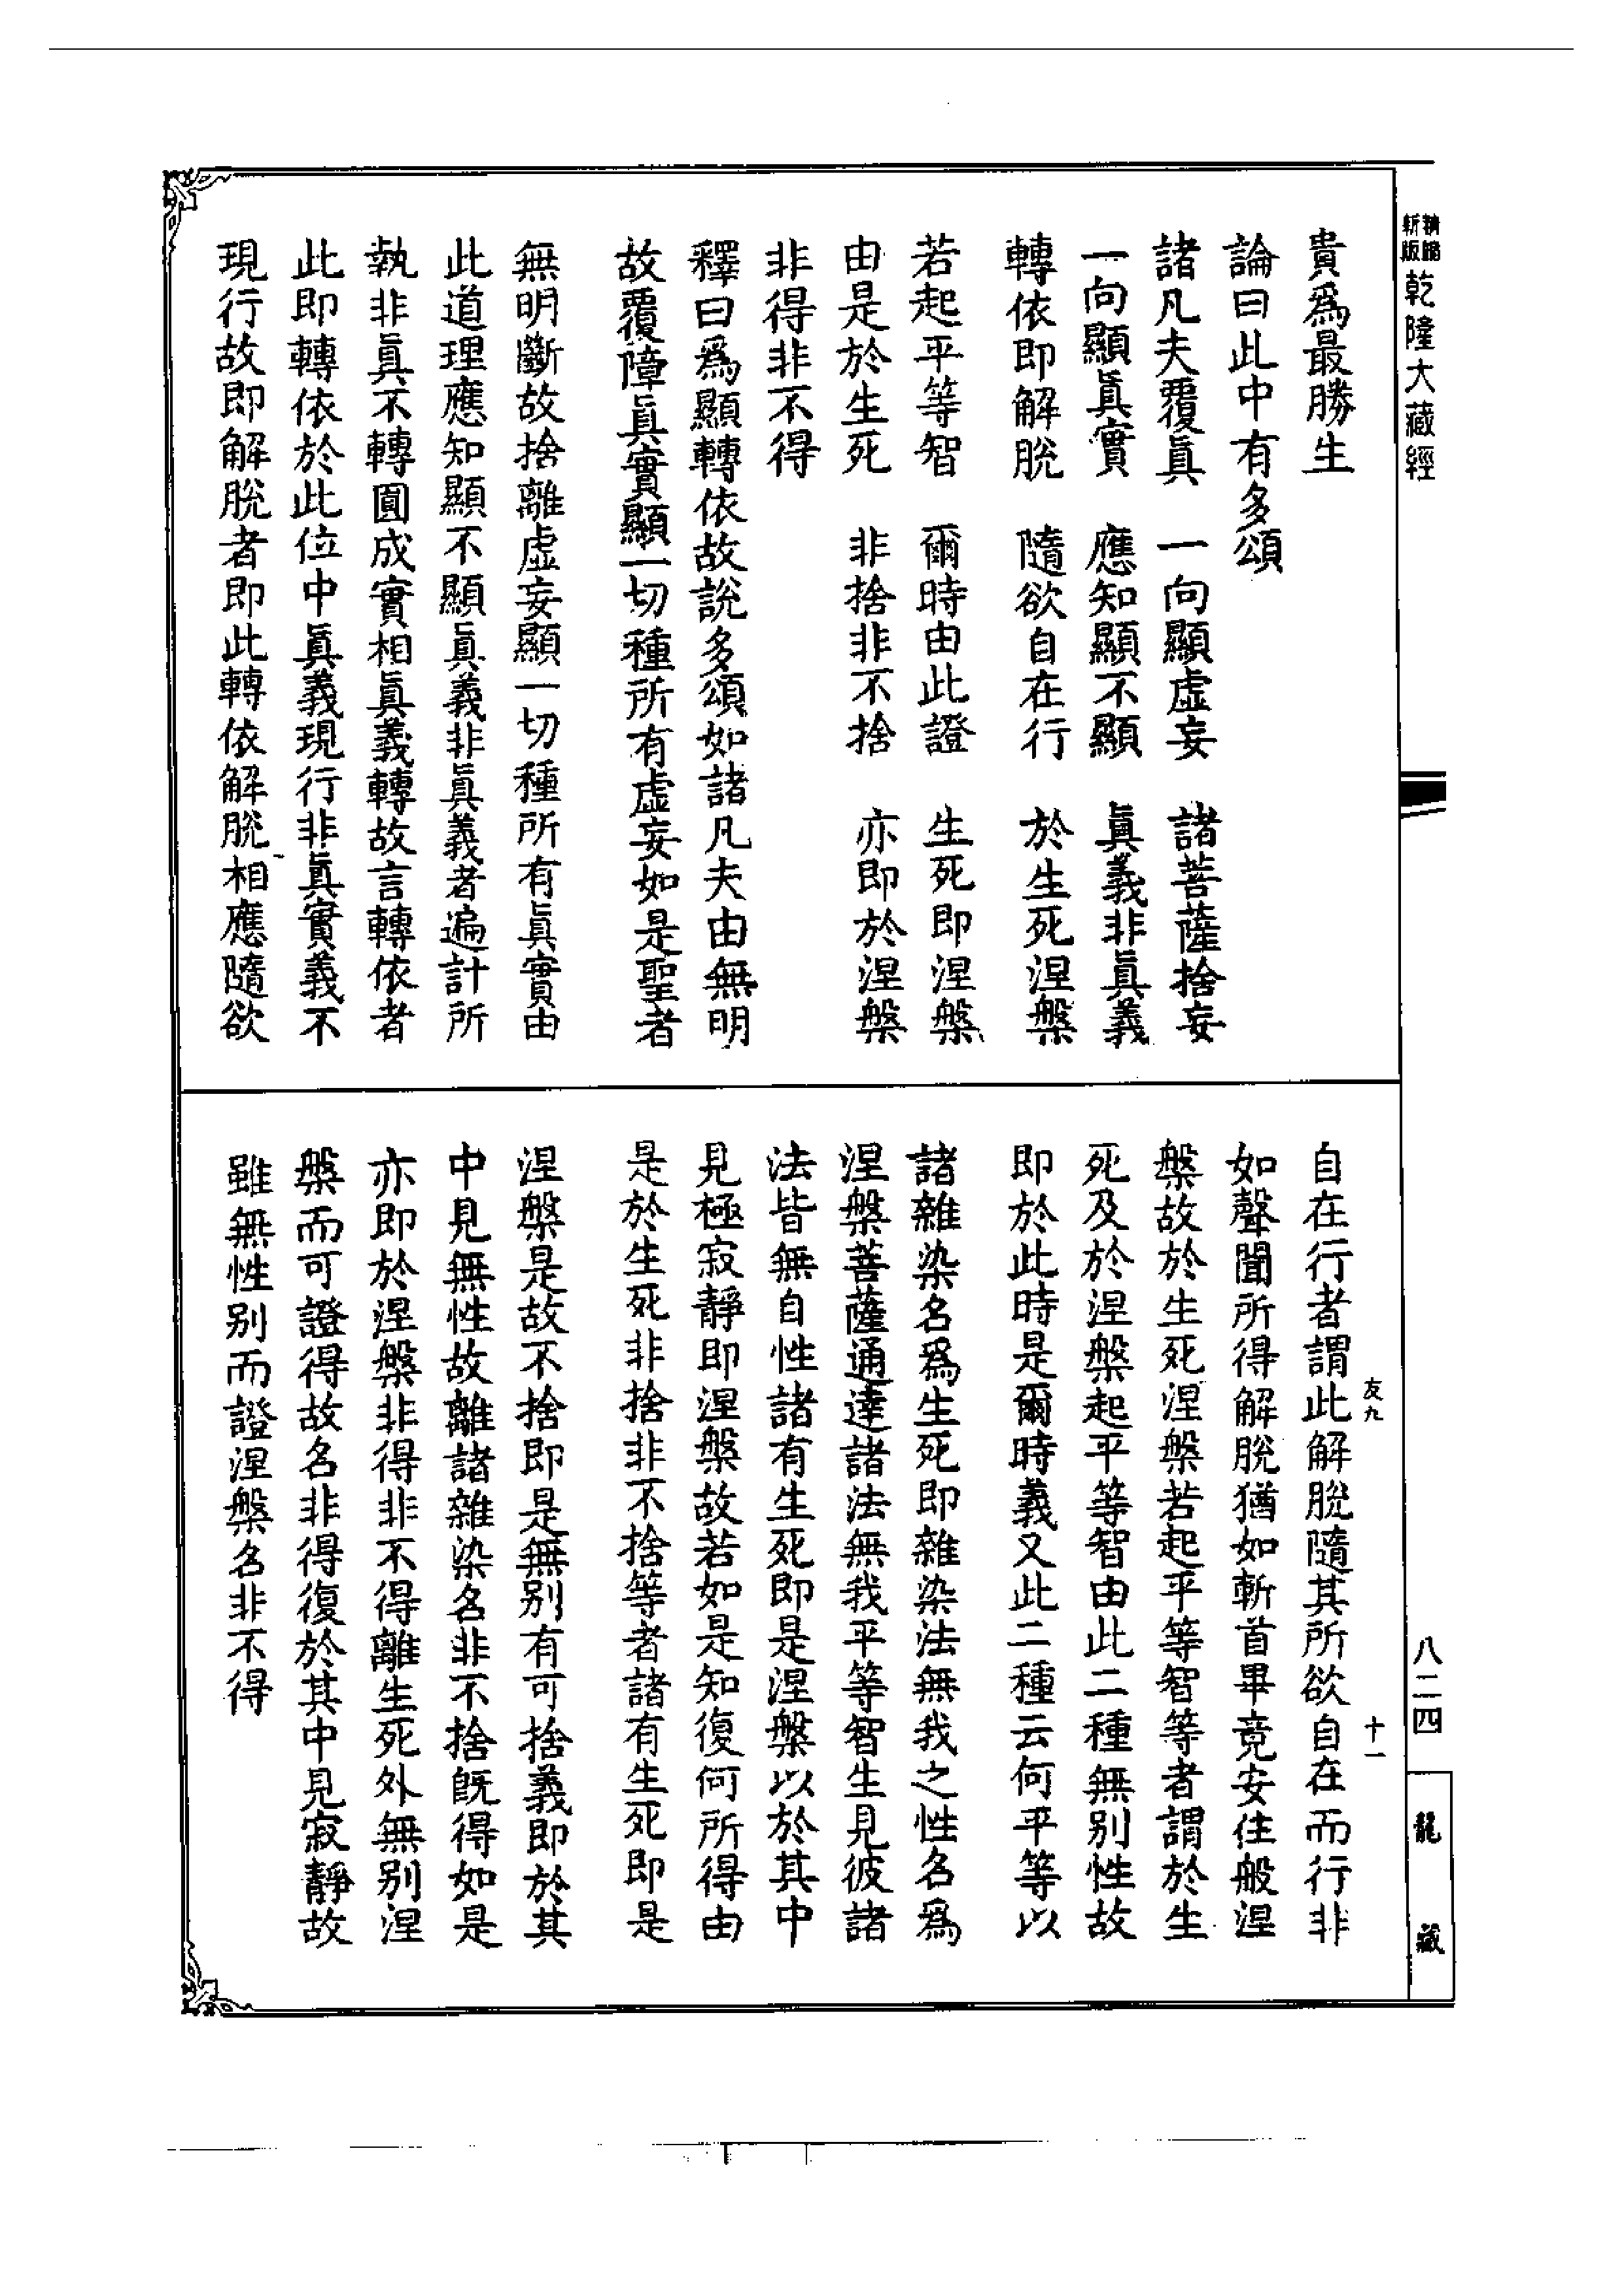 精縮新版乾隆大藏經
貴爲最勝生
論曰此中有多頌
諸凡夫覆眞　一向顯虛妄　諸菩薩捨妄
一向顯眞實　應知顯不顯　眞義非眞義
轉依即解脫　隨欲自在行　於生死涅槃
若起平等智　爾時由此證　生死即涅槃
由是於生死　非捨非不捨　亦即於涅槃
非得非不得
釋曰爲顯轉依故說多頌如諸凡夫由無明
故覆障眞實顯一切種所有虛妄如是聖者
無明斷故捨離虛妄顯一切種所有眞實由
此道理應知顯不顯眞義非眞義者遍計所
執非眞不轉圓成實相眞義轉故言轉依者
此即轉依於此位中眞義現行非眞實義不
現行故即解脫者即此轉依解脫相應隨欲
自在行者謂此解脫隨其所欲自在而行非
如聲聞所得解脫猶如斬首畢竟安住般涅
槃故於生死涅槃若起平等智等者謂於生
死及於涅槃起平等智由此二種無別性故
即於此時是爾時義又此二種云何平等以
諸雜染名爲生死即雜染法無我之性名爲
涅槃菩薩通達諸法無我平等智生見彼諸
法皆無自性諸有生死即是涅槃以於其中
見極寂靜即涅槃故若如是知復何所得由
是於生死非捨非不捨等者諸有生死即是
涅槃是故不捨即是無別有可捨義即於其
中見無性故離諸雜染名非不捨既得如是
亦即於涅槃非得非不得離生死外無別涅
槃而可證得故名非得復於其中見寂靜故
雖無性別而證涅槃名非不得
友九
十一
八二四
龍藏